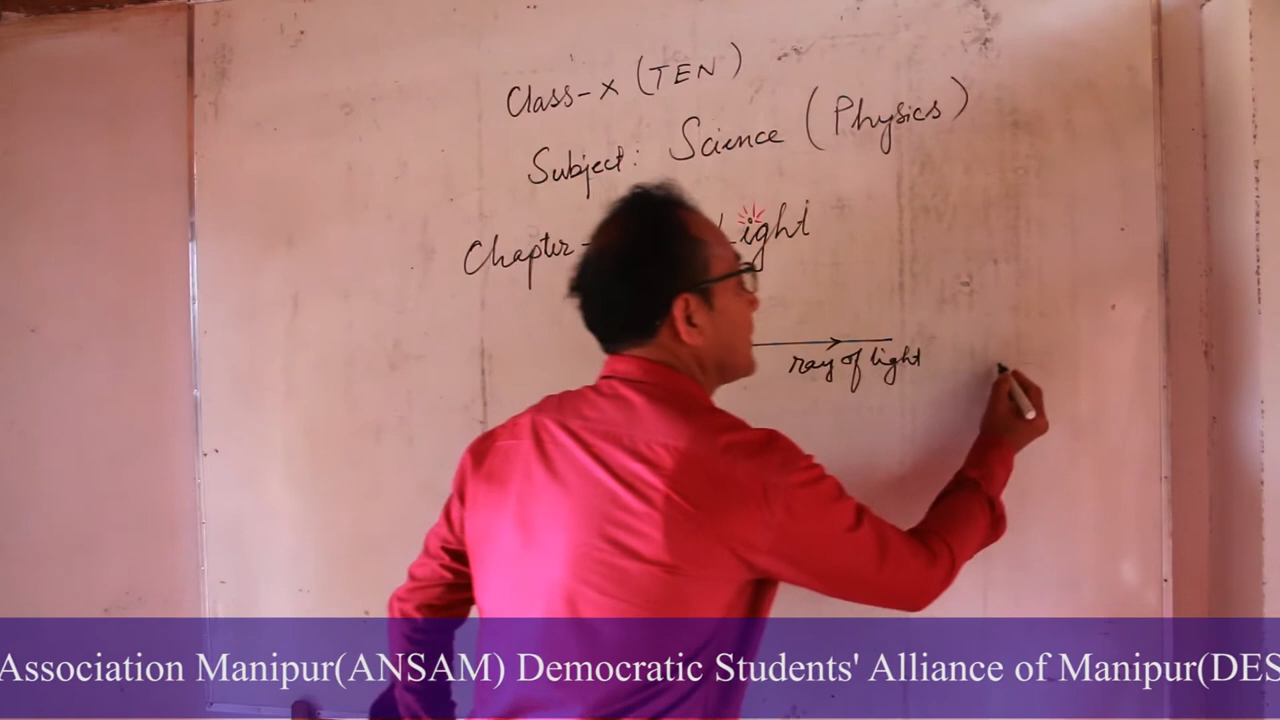 Class-X (TEN)
Subject: Science (Physics)
Chapter- Light
ray of light
Association Manipur(ANSAM) Democratic Students' Alliance of Manipur(DES